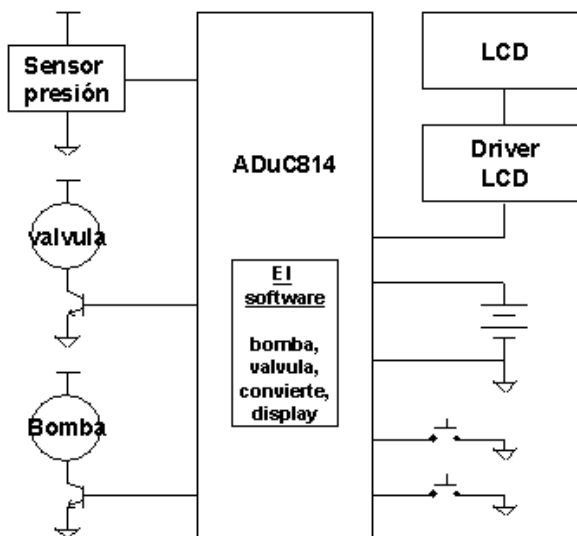 Sensor
presión
valvula
Bomba
ADuC814
El
software
bomba,
valvula,
convierte,
display
LCD
Driver
LCD